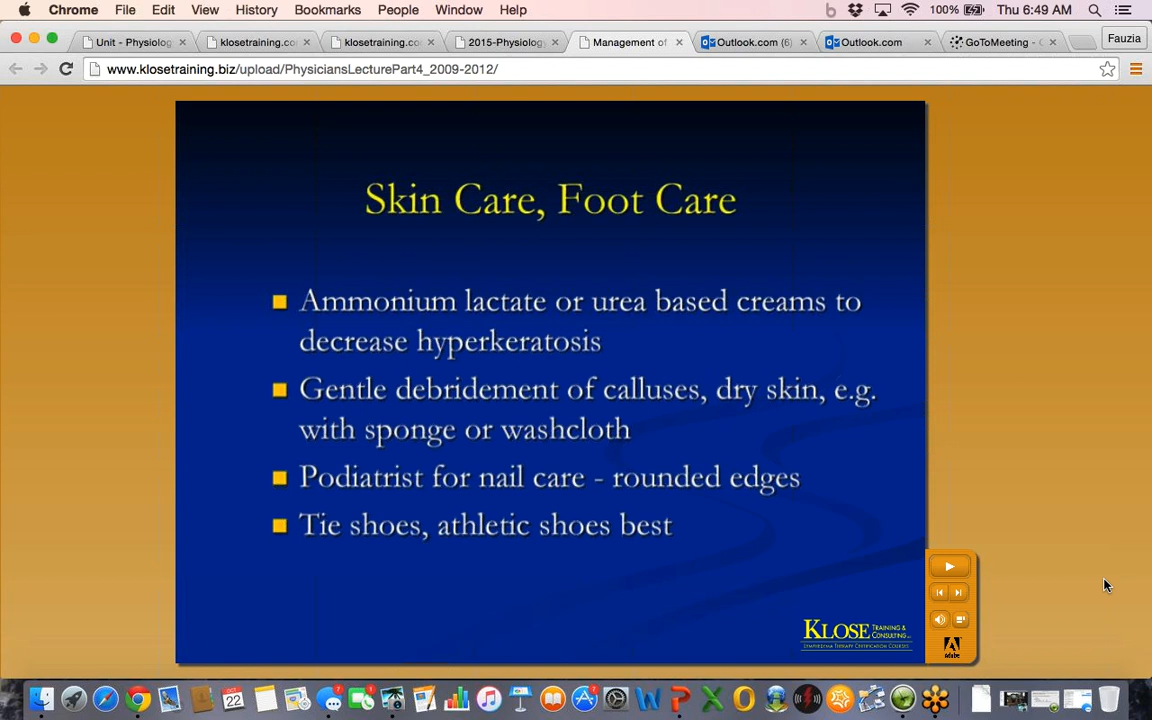 Chrome File Edit View History Bookmarks People Window Help 100% Thu 6:49 AM
Unit - Physiolog klosetraining.co klosetraining.co 2015-Physiology Management of Outlook.com (6) Outlook.com GoToMeeting - Fauzia
www.klosetraining.biz/upload/PhysiciansLecturePart4_2009-2012/
Skin Care, Foot Care
Ammonium lactate or urea based creams to
decrease hyperkeratosis
Gentle debridement of calluses, dry skin, e.g.
with sponge or washcloth
Podiatrist for nail care - rounded edges
Tie shoes, athletic shoes best
KLOSE TRAINING &
CONSULTING
LYMPHEDEMA THERAPY CERTIFICATION COURSES
Adobe